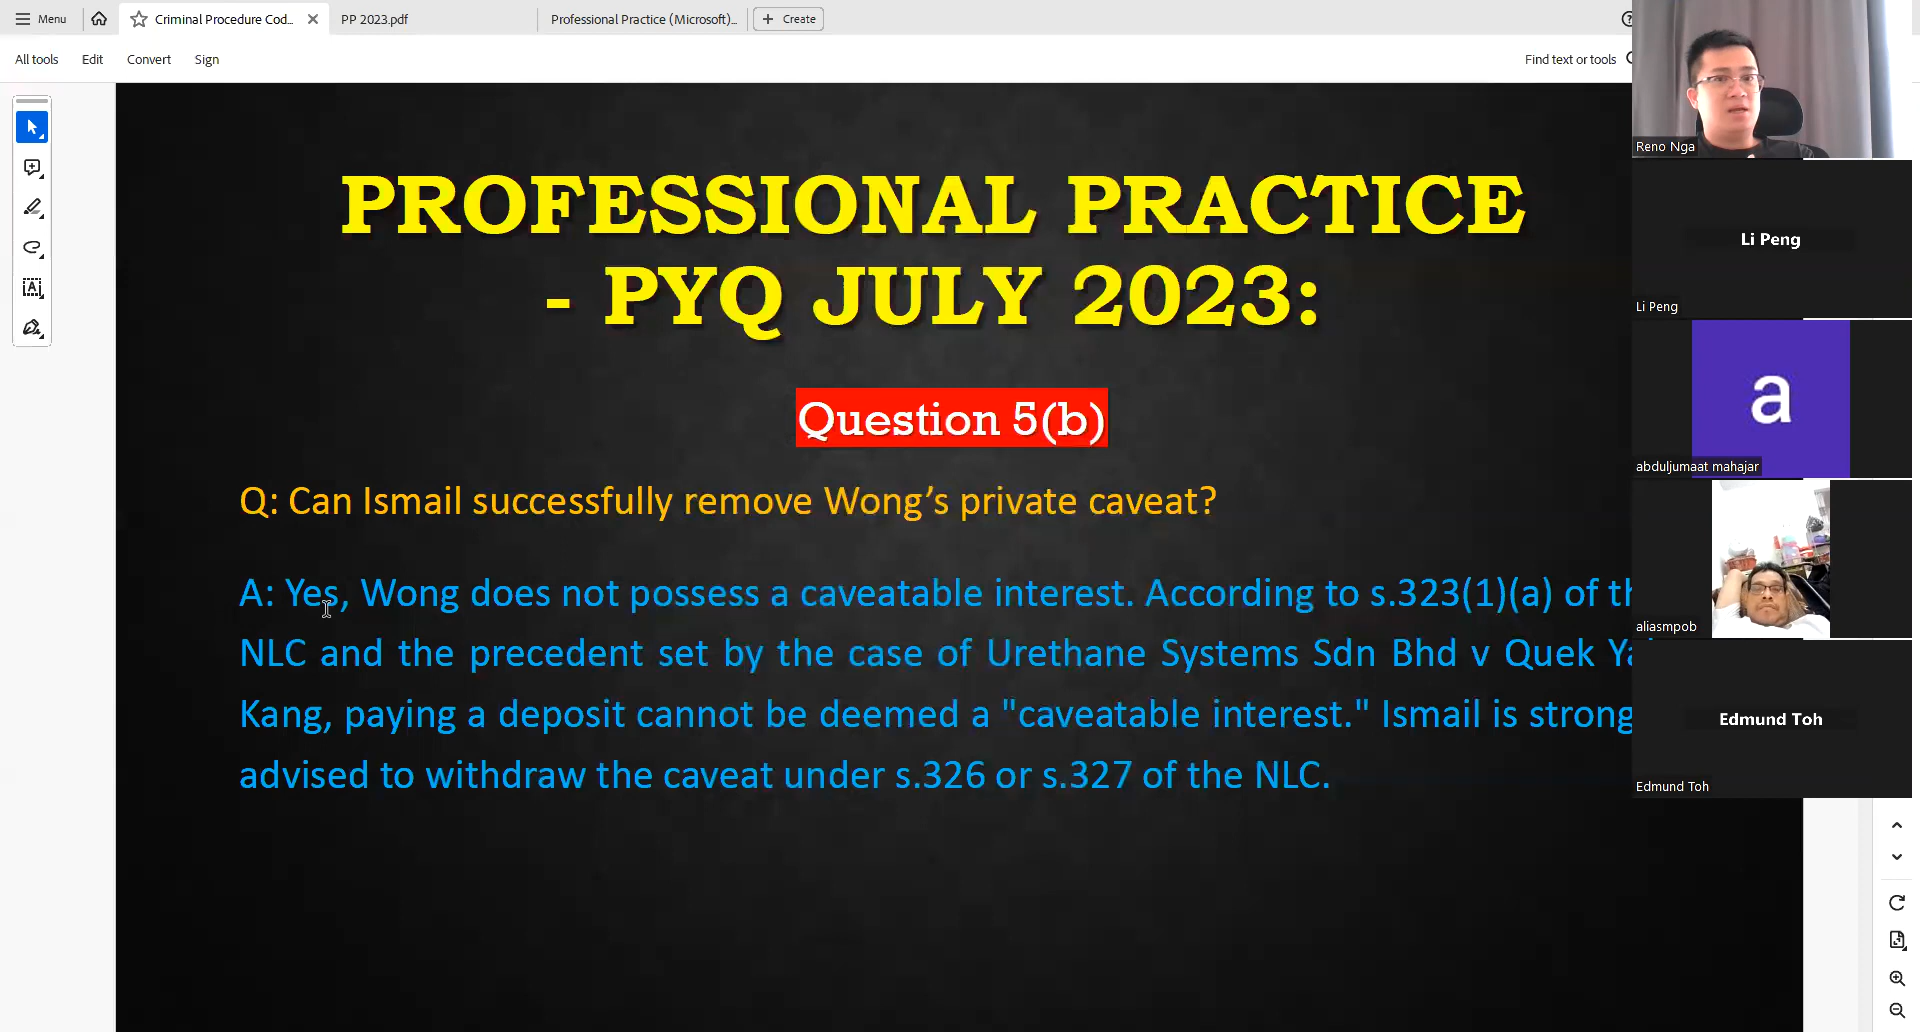 Menu
Criminal Procedure Cod...
PP 2023.pdf
Professional Practice (Microsoft)...
Create
All tools
Edit
Convert
Sign
Find text or tools
PROFESSIONAL PRACTICE
- PYQ JULY 2023:
Question 5(b)
Q: Can Ismail successfully remove Wong’s private caveat?
A: Yes, Wong does not possess a caveatable interest. According to s.323(1)(a) of
NLC and the precedent set by the case of Urethane Systems Sdn Bhd v Quek
Kang, paying a deposit cannot be deemed a "caveatable interest." Ismail is
advised to withdraw the caveat under s.326 or s.327 of the NLC.
Reno Nga
Li Peng
Li Peng
a
abduljumaat mahajar
aliasmpob
Edmund Toh
Edmund Toh